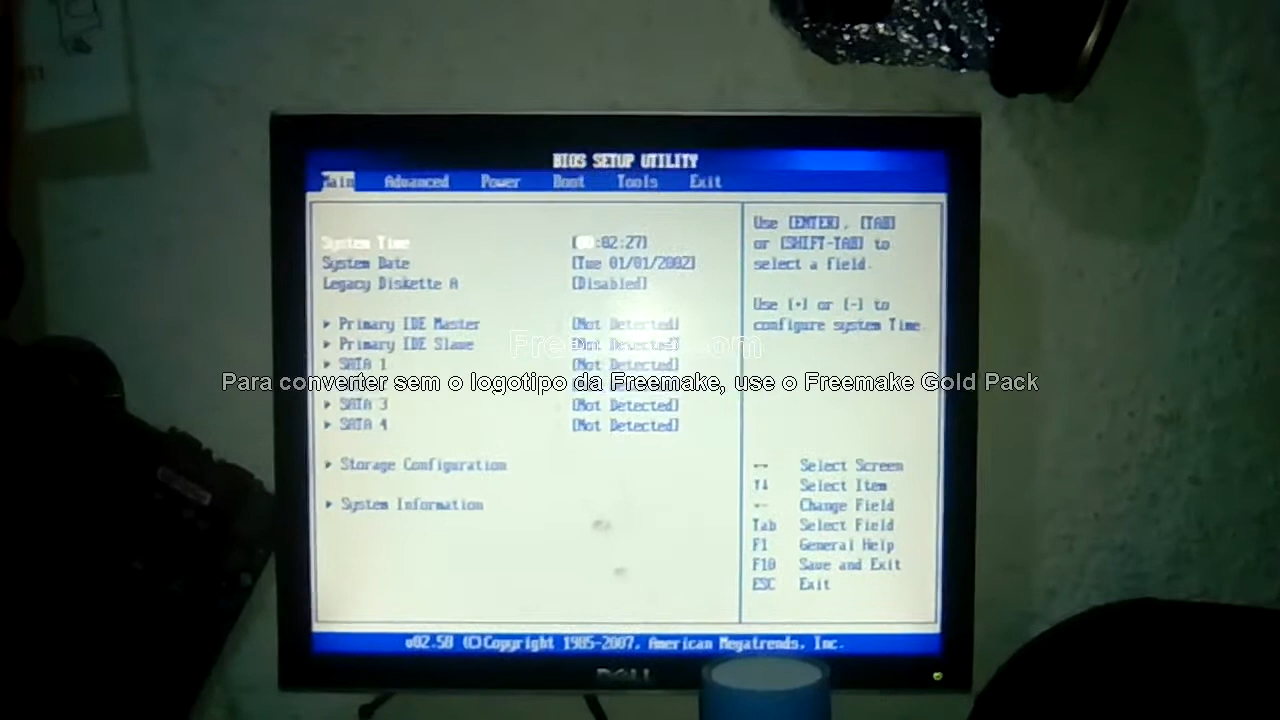 BIOS SETUP UTILITY
Main Advanced Power Boot Tools Exit
System Time [ :02:27]
System Date [Tue 01/01/2002]
Legacy Diskette A [Disabled]
Primary IDE Master [Not Detected]
Primary IDE Slave [Not Detected]
SATA 1 [Not Detected]
Para converter sem o logotipo da Freemake, use o Freemake Gold Pack
SATA 3 [Not Detected]
SATA 4 [Not Detected]
Storage Configuration
System Information
Use [ENTER], [TAB]
or [SHIFT-TAB] to
select a field.
Use [+] or [-] to
configure system Time.
Select Screen
↑↓ Select Item
+- Change Field
Tab Select Field
F1 General Help
F10 Save and Exit
ESC Exit
v02.58 (C)Copyright 1985-2007, American Megatrends, Inc.
DELL